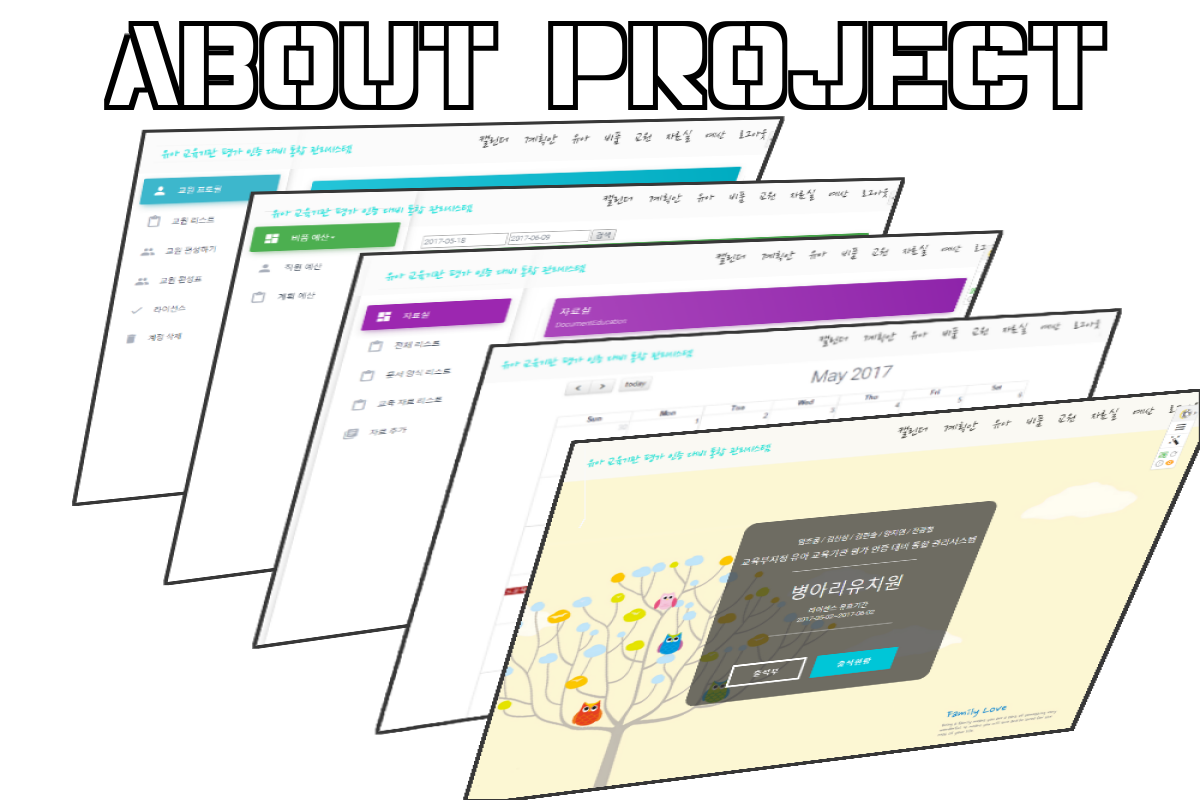 ABOUT PROJECT
유아 교육기관 평가 인증 대비 통합 관리시스템
캘린더 계획안 유아 비품 교원 자료실 예산 로그아웃
교원 프로필
교원 리스트
교원 편성하기
교원 편성표
라이센스
계정 삭제
유아 교육기관 평가 인증 대비 통합 관리시스템
캘린더 계획안 유아 비품 교원 자료실 예산 로그아웃
비품 예산
직원 예산
계획 예산
2017-05-18
2017-06-09
검색
유아 교육기관 평가 인증 대비 통합 관리시스템
캘린더 계획안 유아 비품 교원 자료실 예산 로그아웃
자료실
전체 리스트
문서 양식 리스트
교육 자료 리스트
자료 추가
자료실
DocumentEducation
유아 교육기관 평가 인증 대비 통합 관리시스템
캘린더 계획안 유아 비품 교원 자료실 예산 로그아웃
< > today
May 2017
Sun Mon Tue Wed Thu Fri Sat
1 2 3 4 5 6
유아 교육기관 평가 인증 대비 통합 관리시스템
캘린더 계획안 유아 비품 교원 자료실 예산
교육부지정 유아 교육기관 평가 인증 대비 통합 관리시스템
병아리유치원
라이센스 유효기간
2017-05-02~2017-06-02
출석부
출석현황
Family Love